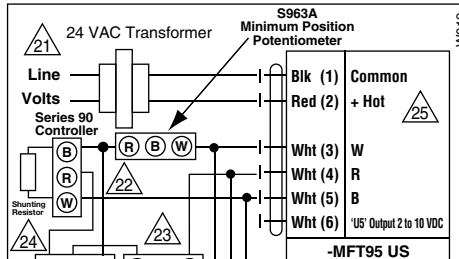 S963A
Minimum Position
Potentiometer
21
24 VAC Transformer
Line
Volts
Blk (1) Common
Red (2) + Hot
25
Series 90
Controller
B
R
W
R B W
22
Wht (3) W
Wht (4) R
Wht (5) B
Wht (6) 'U5' Output 2 to 10 VDC
Shunting
Resistor
24
23
-MFT95 US